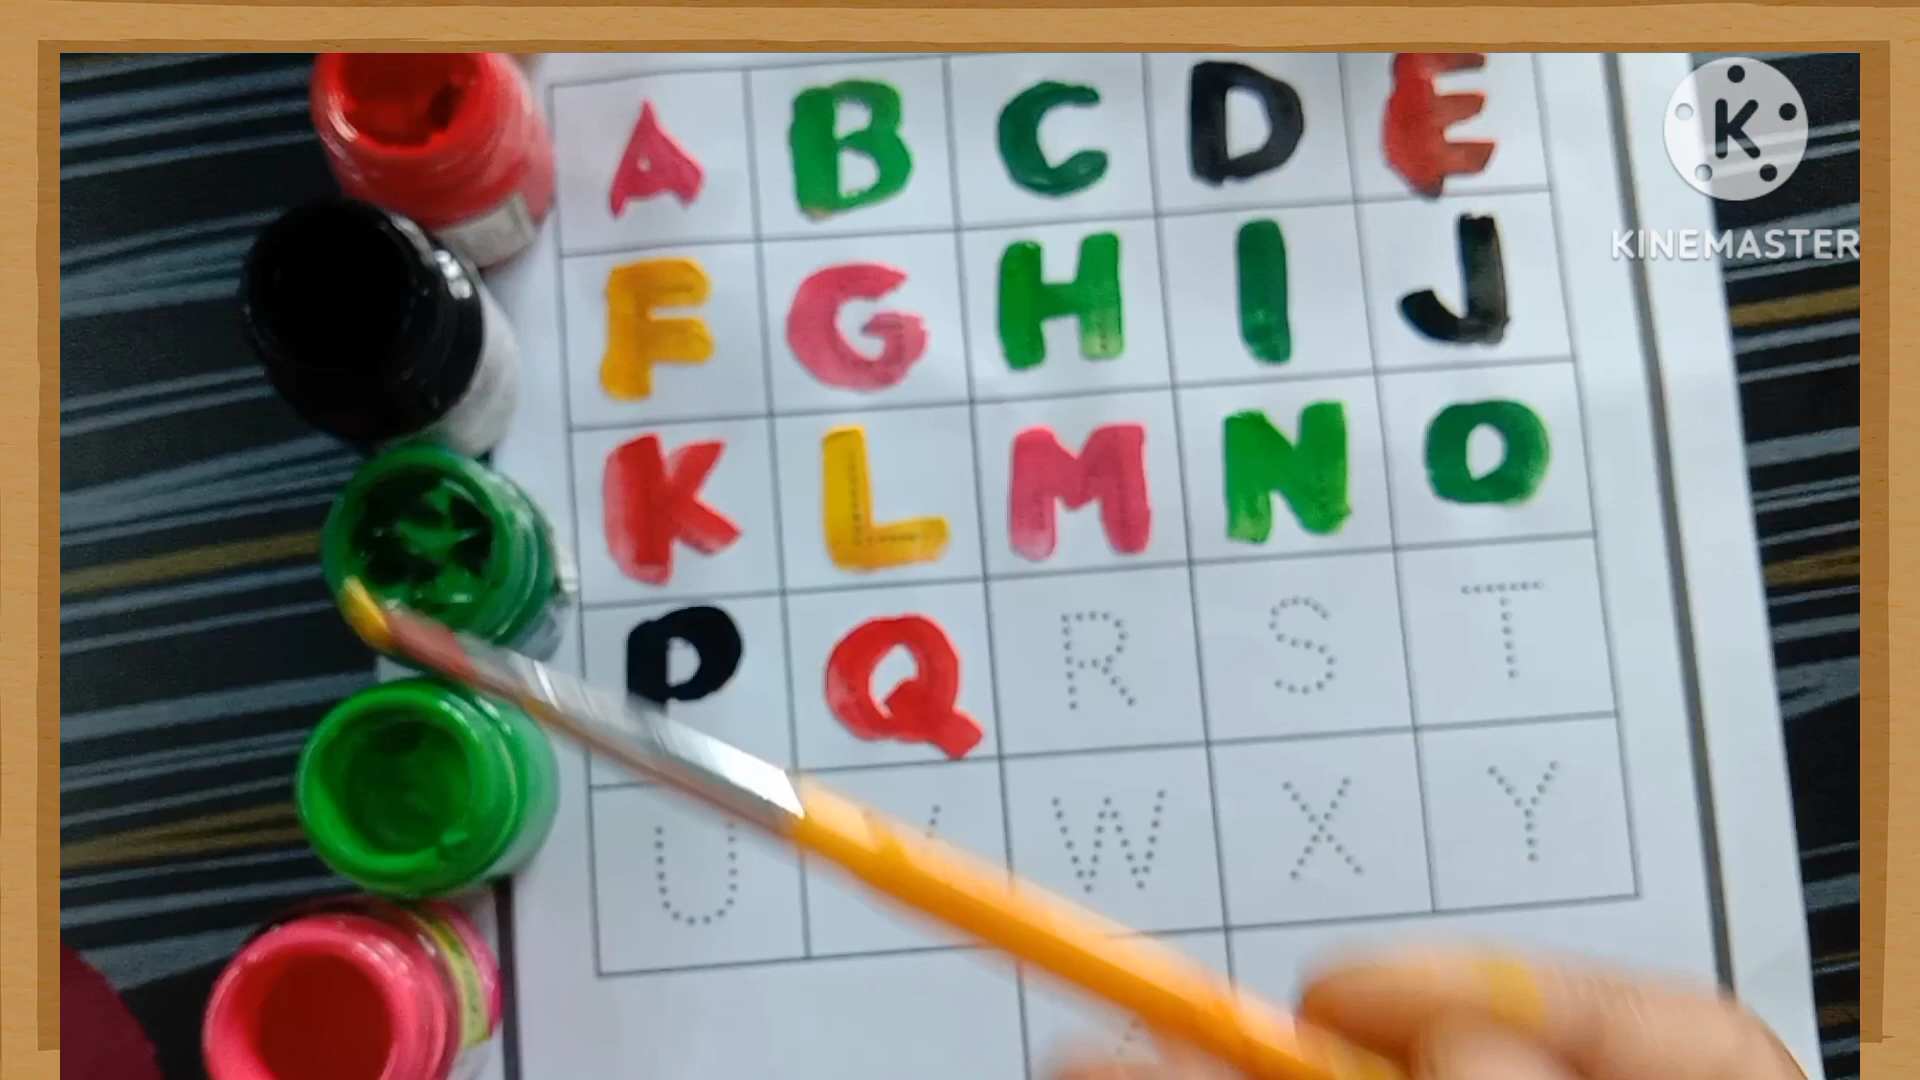 A B C D E
F G H I J
K L M N O
P Q R S T
U W X Y
K
KINEMASTER